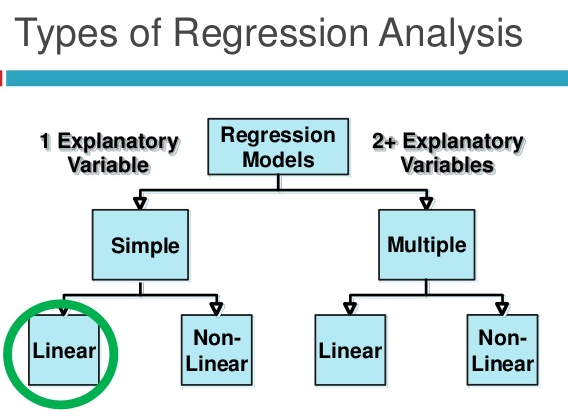 Types of Regression Analysis
1 Explanatory
Variable
Regression
Models
2+ Explanatory
Variables
Simple
Multiple
Linear
Non-
Linear
Linear
Non-
Linear